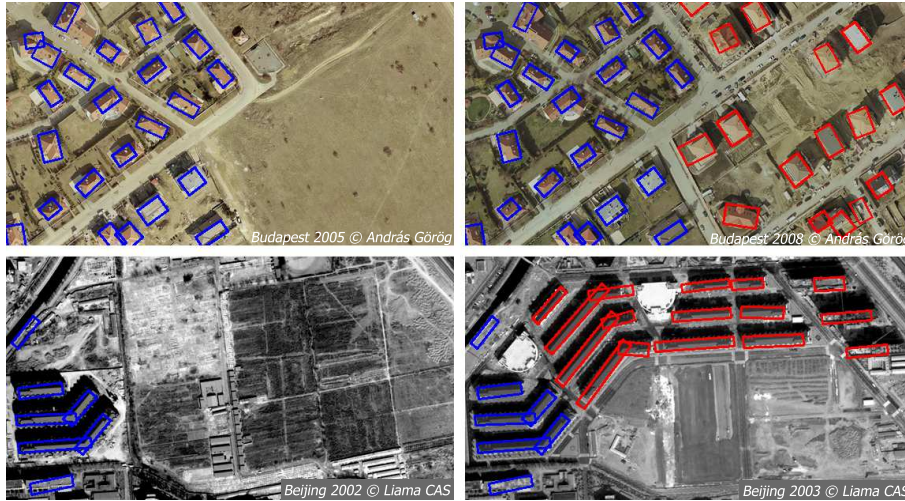 Budapest 2005 © András Görög
Budapest 2008 © András Görög
Beijing 2002 © Liama CAS
Beijing 2003 © Liama CAS